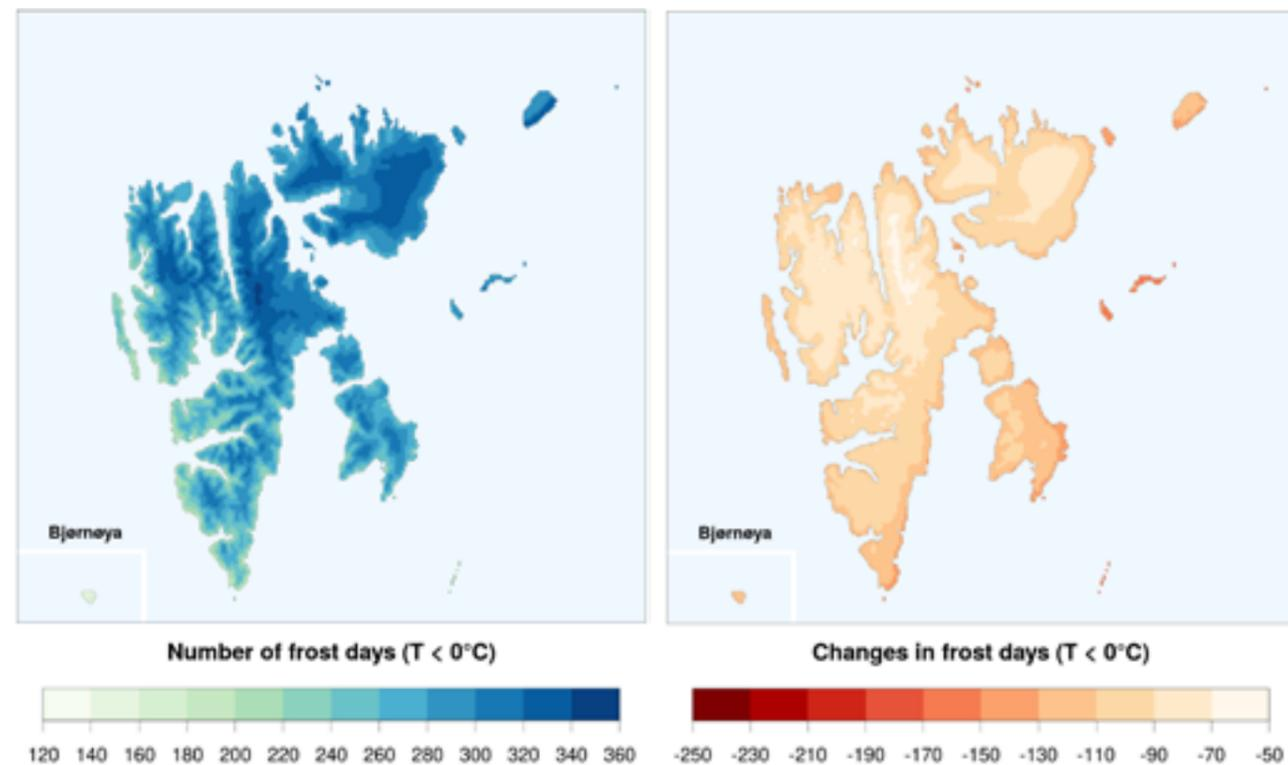 Bjørnøya
Number of frost days (T < 0°C)
120 140 160 180 200 220 240 260 280 300 320 340 360
Bjørnøya
Changes in frost days (T < 0°C)
-250 -230 -210 -190 -170 -150 -130 -110 -90 -70 -50